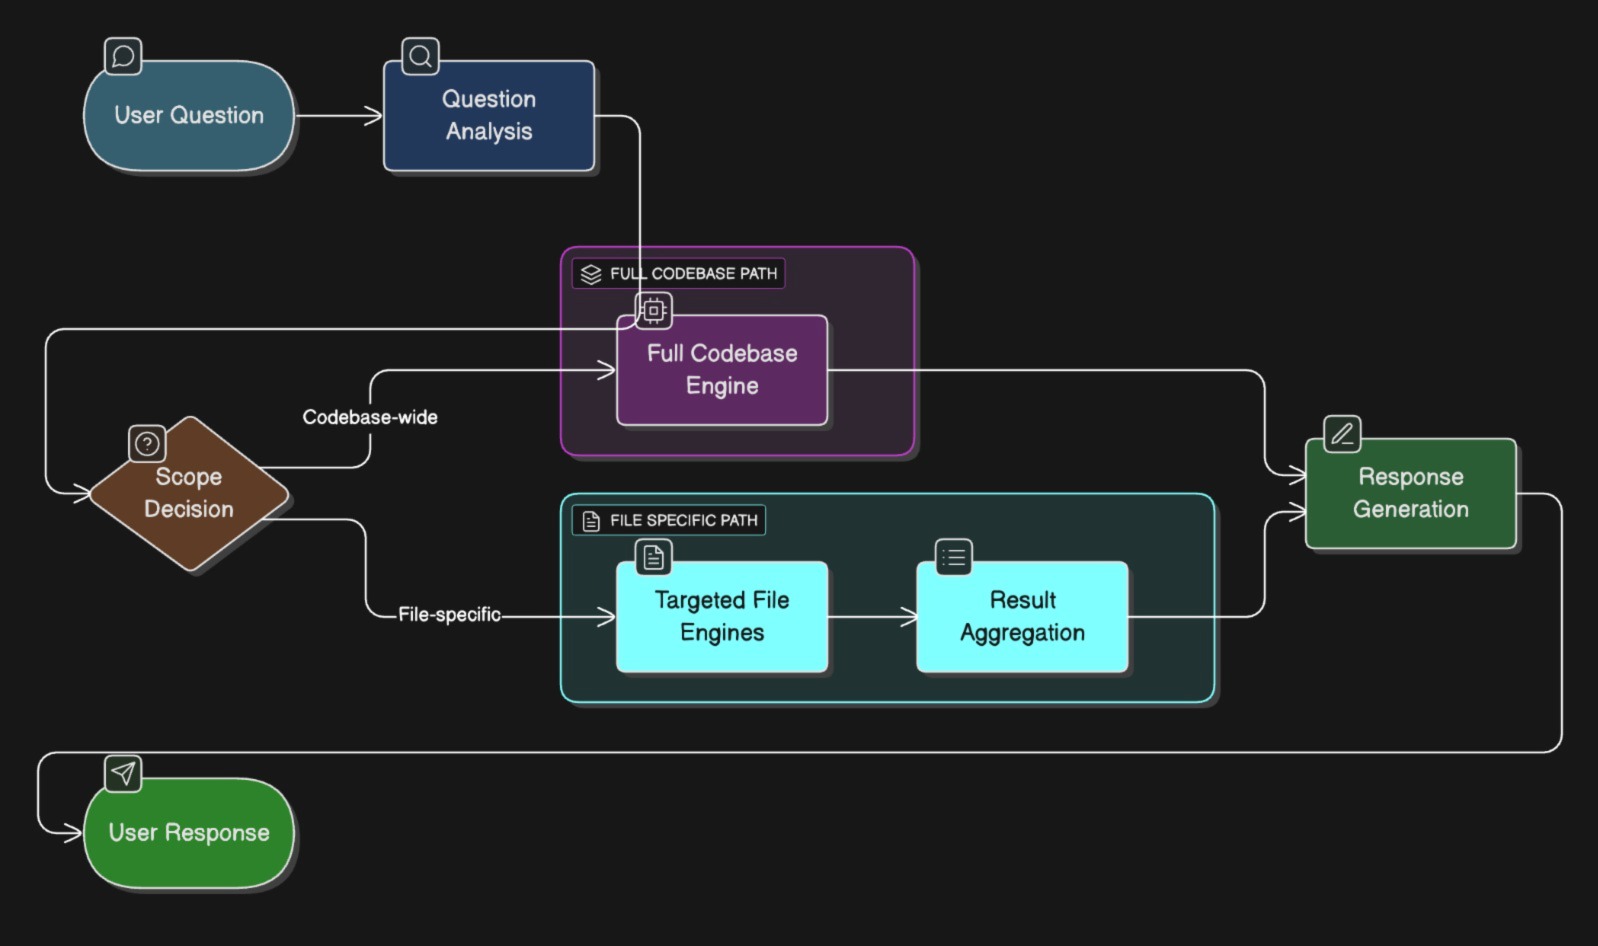 User Question
Question
Analysis
FULL CODEBASE PATH
Full Codebase
Engine
Codebase-wide
Scope
Decision
Response
Generation
FILE SPECIFIC PATH
File-specific
Targeted File
Engines
Result
Aggregation
User Response